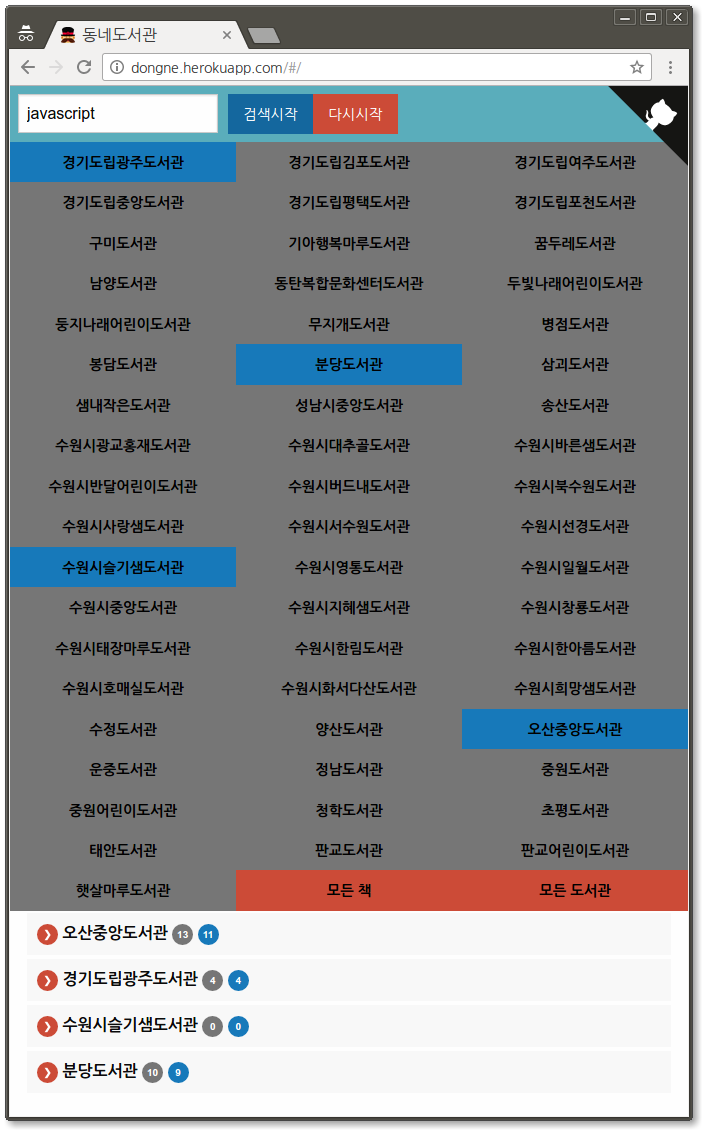 동네도서관
dongne.herokuapp.com/#/
javascript 검색시작 다시시작
경기도립광주도서관 경기도립김포도서관 경기도립여주도서관
경기도립중앙도서관 경기도립평택도서관 경기도립포천도서관
구미도서관 기아행복마루도서관 꿈두레도서관
남양도서관 동탄복합문화센터도서관 두빛나래어린이도서관
둥지나래어린이도서관 무지개도서관 병점도서관
봉담도서관 분당도서관 삼괴도서관
샘내작은도서관 성남시중앙도서관 송산도서관
수원시광교홍재도서관 수원시대추골도서관 수원시바른샘도서관
수원시반달어린이도서관 수원시버드내도서관 수원시북수원도서관
수원시사랑샘도서관 수원시서수원도서관 수원시선경도서관
수원시슬기샘도서관 수원시영통도서관 수원시일월도서관
수원시중앙도서관 수원시지혜샘도서관 수원시창룡도서관
수원시태장마루도서관 수원시한림도서관 수원시한아름도서관
수원시호매실도서관 수원시화서다산도서관 수원시희망샘도서관
수정도서관 양산도서관 오산중앙도서관
운중도서관 정남도서관 중원도서관
중원어린이도서관 청학도서관 초평도서관
태안도서관 판교도서관 판교어린이도서관
햇살마루도서관 모든 책 모든 도서관
오산중앙도서관 13 11
경기도립광주도서관 4 4
수원시슬기샘도서관 0 0
분당도서관 10 9